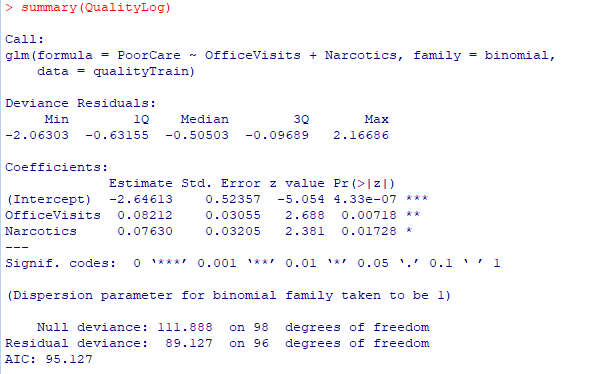 > summary(QualityLog)
Call:
glm(formula = PoorCare ~ OfficeVisits + Narcotics, family = binomial,
    data = qualityTrain)
Deviance Residuals:
     Min       1Q   Median       3Q      Max
-2.06303 -0.63155 -0.50503 -0.09689  2.16686
Coefficients:
             Estimate Std. Error z value Pr(>|z|)
(Intercept)  -2.64613    0.52357  -5.054 4.33e-07 ***
OfficeVisits  0.08212    0.03055   2.688  0.00718 **
Narcotics     0.07630    0.03205   2.381  0.01728 *
---
Signif. codes:  0 ‘***’ 0.001 ‘**’ 0.01 ‘*’ 0.05 ‘.’ 0.1 ‘ ’ 1
(Dispersion parameter for binomial family taken to be 1)
    Null deviance: 111.888  on 98  degrees of freedom
Residual deviance:  89.127  on 96  degrees of freedom
AIC: 95.127